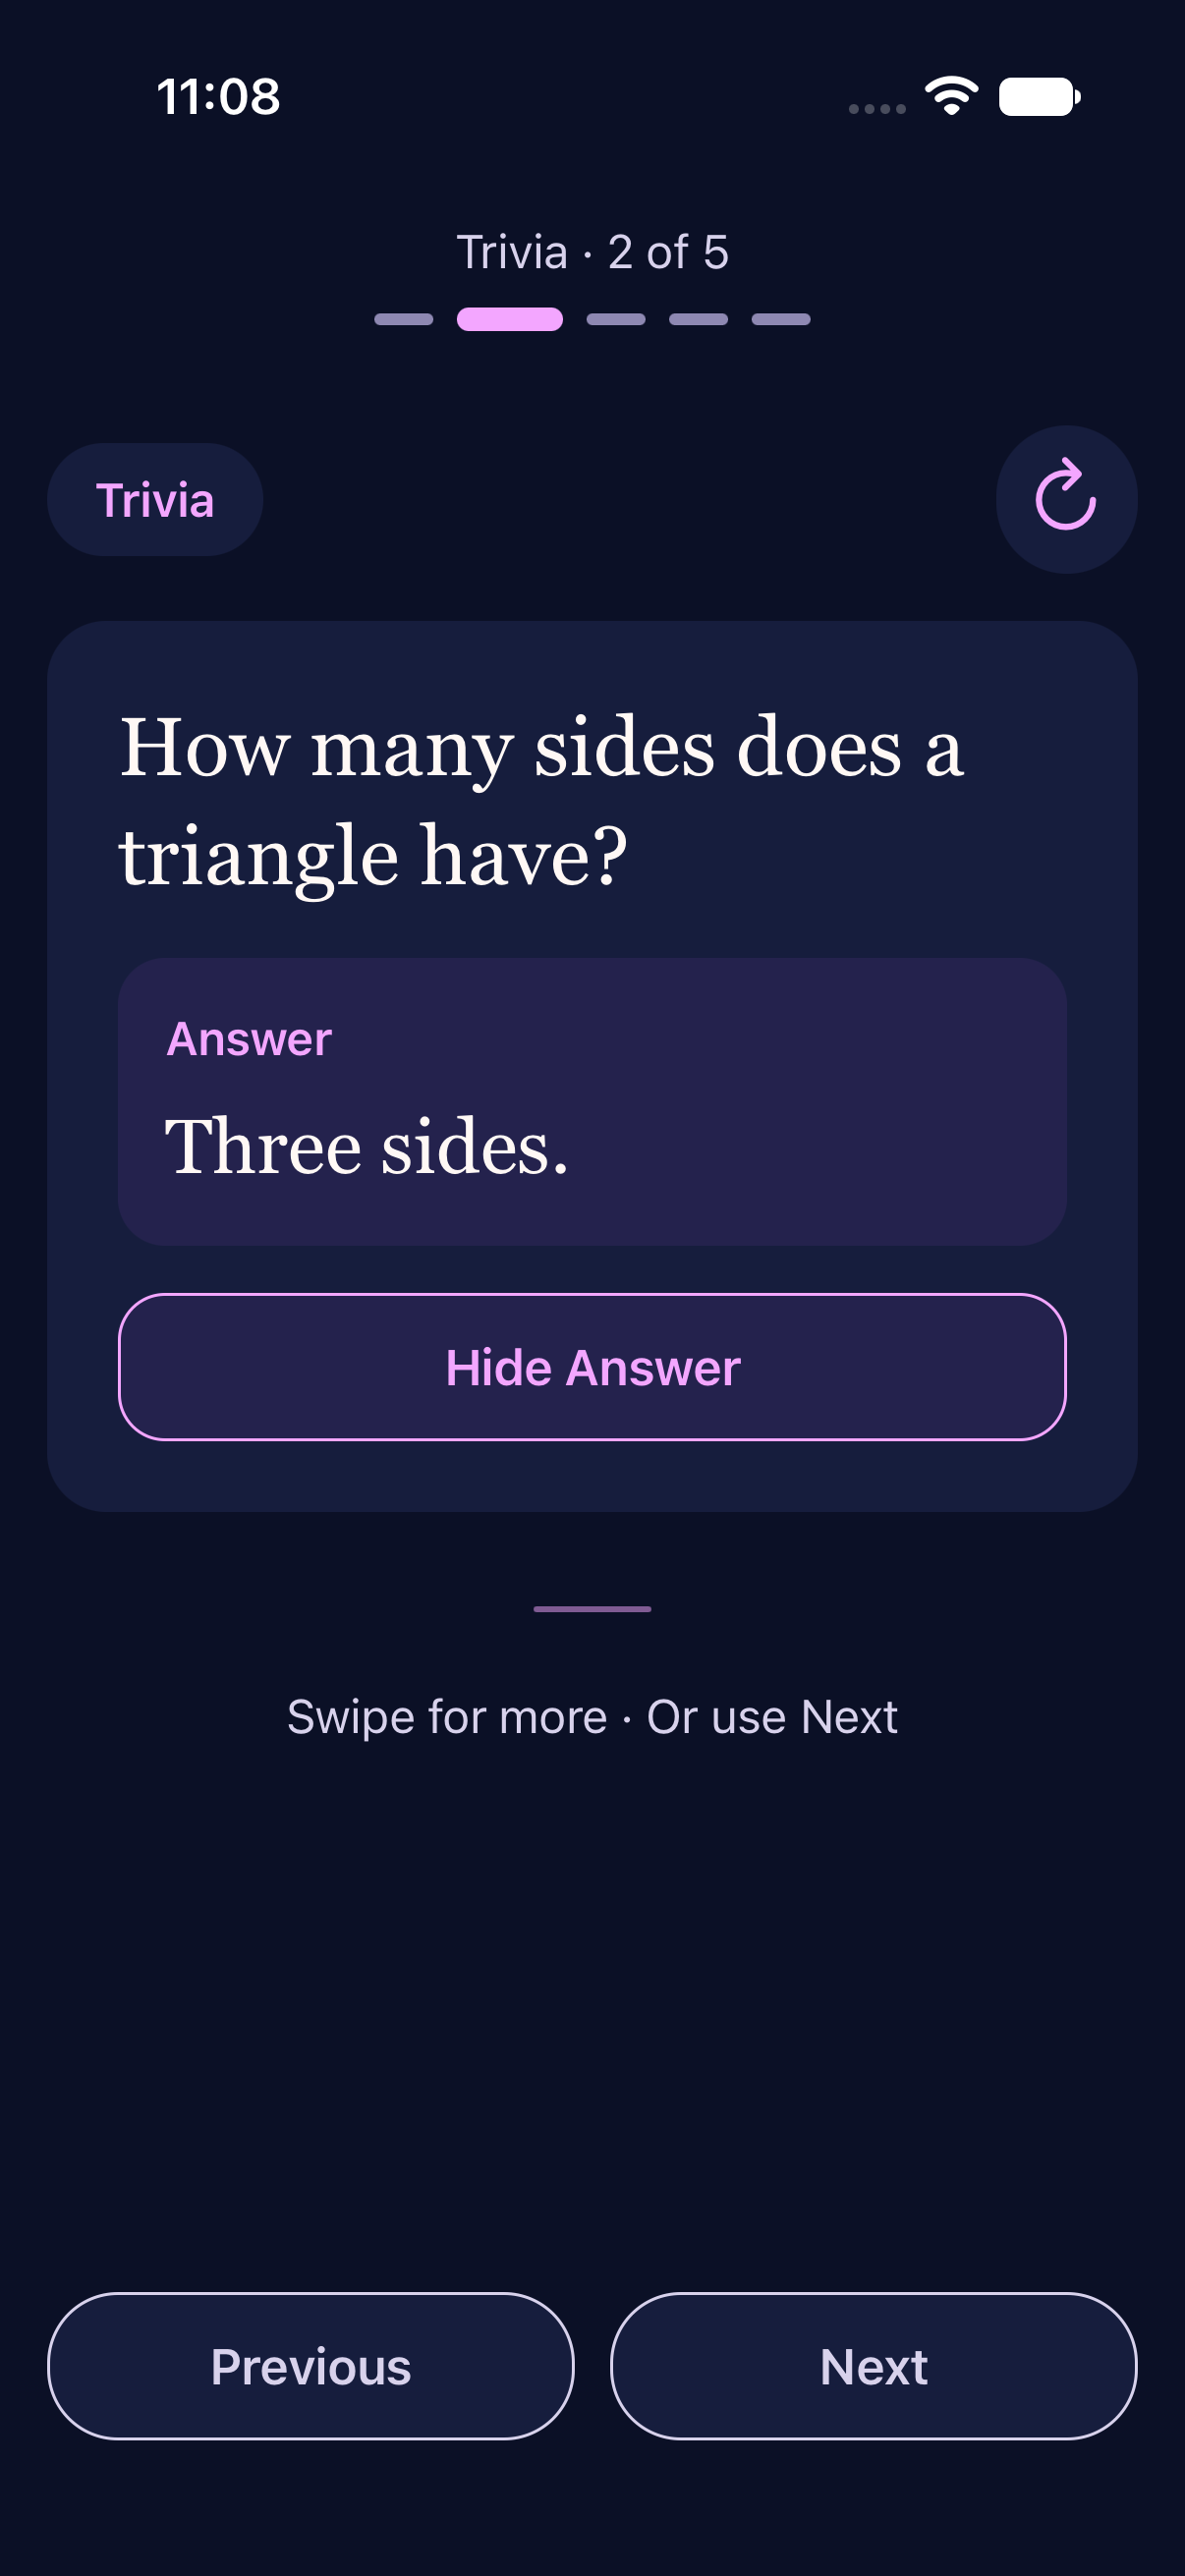 11:08
Trivia · 2 of 5
Trivia
How many sides does a
triangle have?
Answer
Three sides.
Hide Answer
Swipe for more · Or use Next
Previous
Next